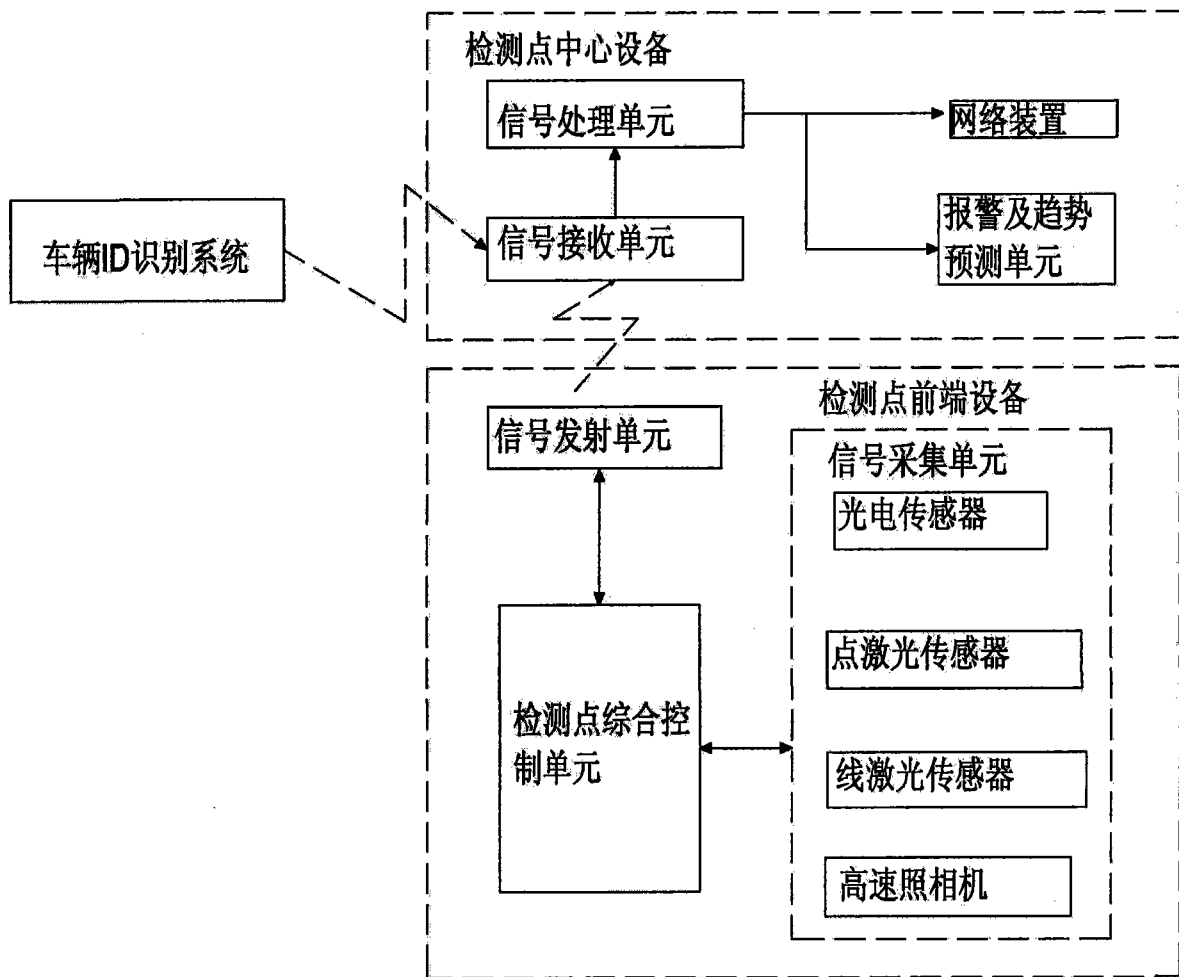 检测点中心设备
信号处理单元
网络装置
车辆ID识别系统
信号接收单元
报警及趋势
预测单元
检测点前端设备
信号发射单元
信号采集单元
光电传感器
点激光传感器
检测点综合控
制单元
线激光传感器
高速照相机